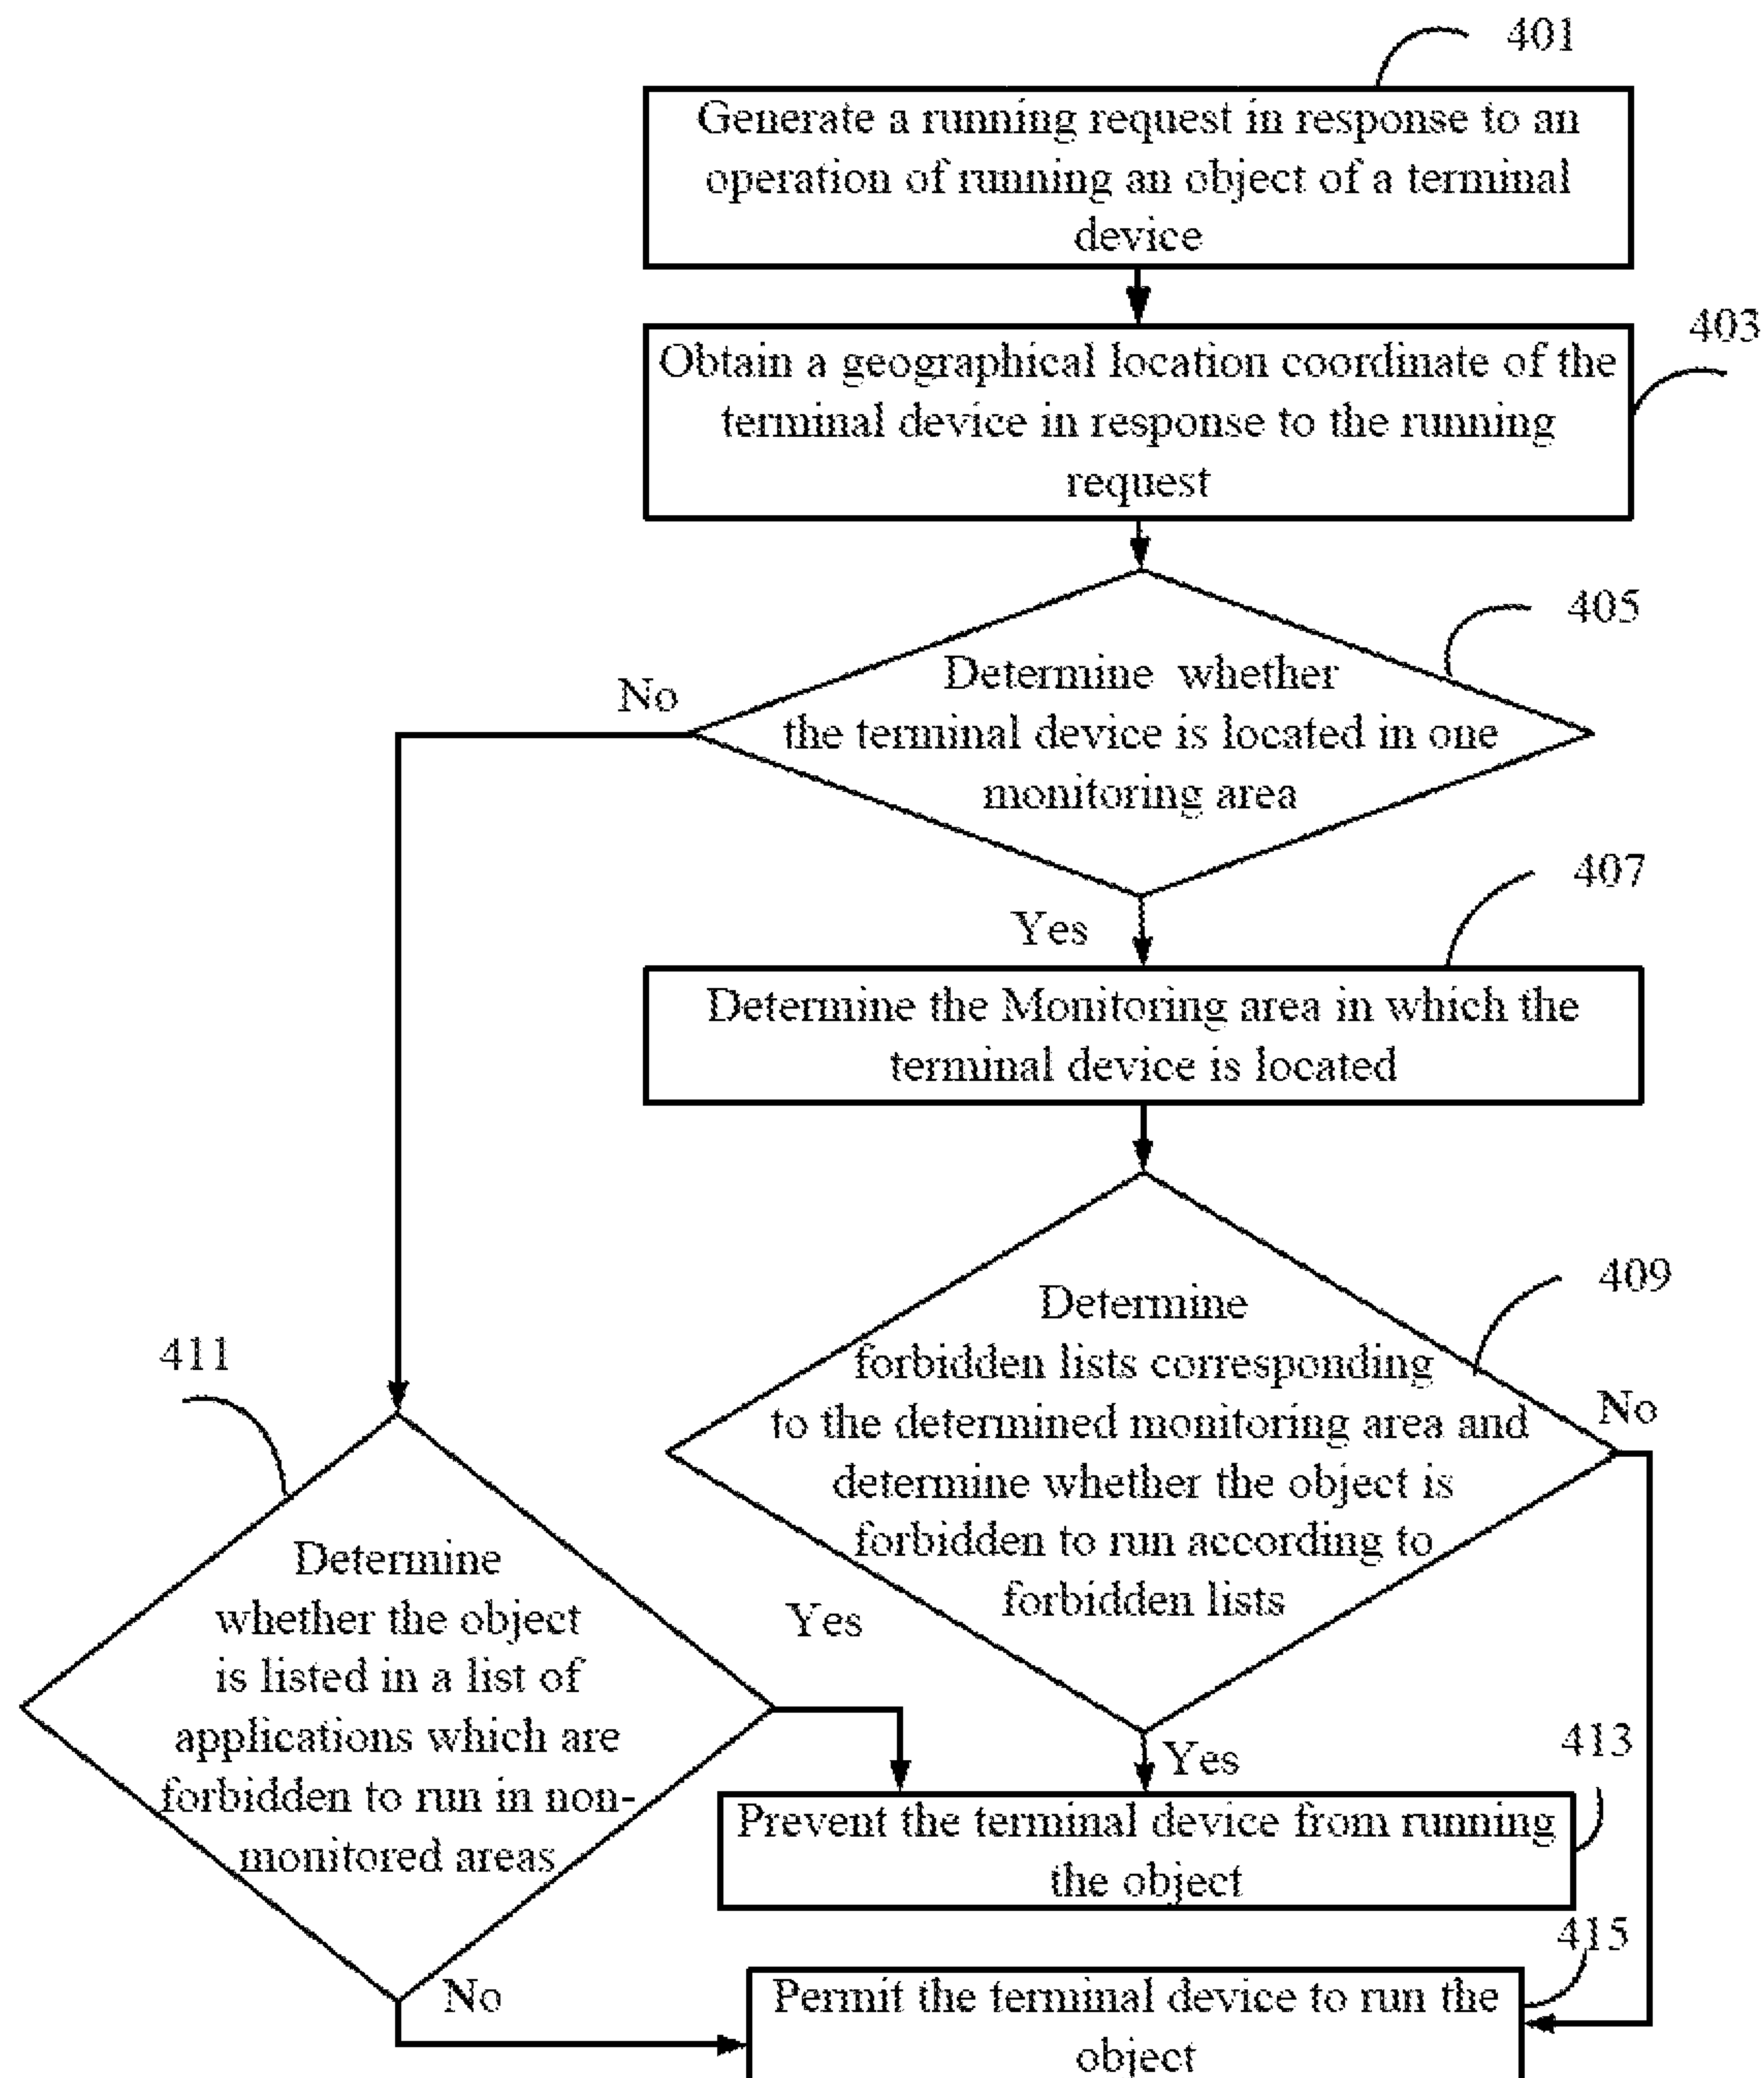 401
Generate a running request in response to an
operation of running an object of a terminal
device
403
Obtain a geographical location coordinate of the
terminal device in response to the running
request
405
Determine whether
the terminal device is located in one
monitoring area
No
Yes
407
Determine the Monitoring area in which the
terminal device is located
409
Determine
forbidden lists corresponding
to the determined monitoring area and
determine whether the object is
forbidden to run according to
forbidden lists
No
Yes
411
Determine
whether the object
is listed in a list of
applications which are
forbidden to run in non-
monitored areas
Yes
No
413
Prevent the terminal device from running
the object
415
Permit the terminal device to run the
object